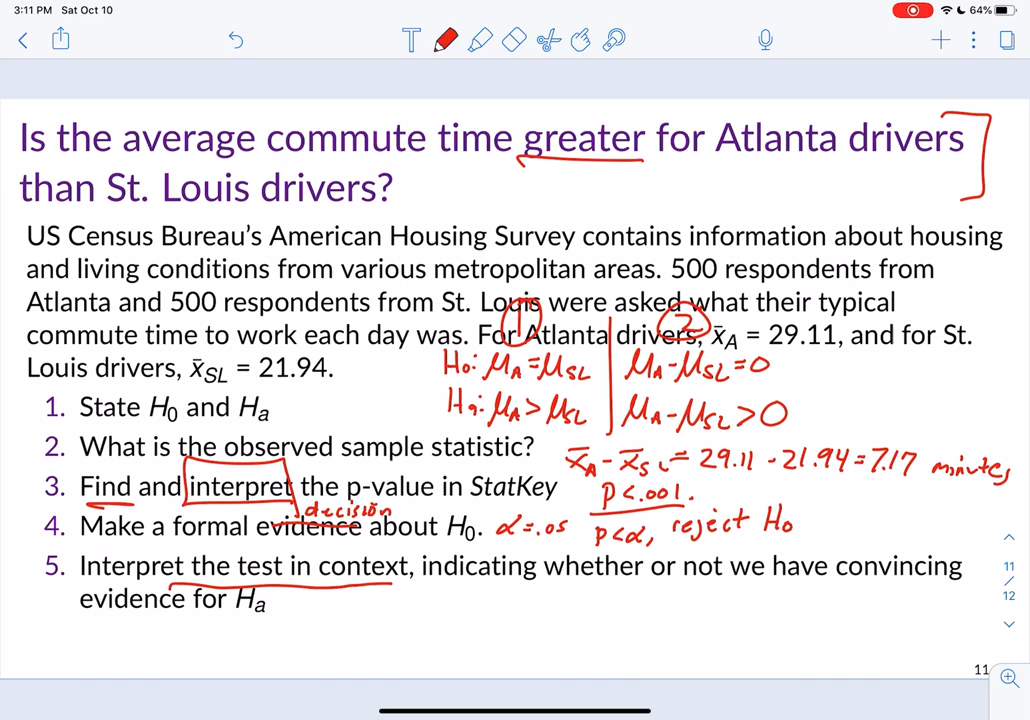 3:11 PM Sat Oct 10
64%
Is the average commute time greater for Atlanta drivers
than St. Louis drivers?
US Census Bureau's American Housing Survey contains information about housing
and living conditions from various metropolitan areas. 500 respondents from
Atlanta and 500 respondents from St. Louis were asked what their typical
commute time to work each day was. For Atlanta drivers, x̄A = 29.11, and for St.
Louis drivers, x̄SL = 21.94.
① ②
H0: μA = μSL | μA - μSL = 0
Ha: μA > μSL | μA - μSL > 0
1. State H0 and Ha
2. What is the observed sample statistic?
x̄A - x̄SL = 29.11 - 21.94 = 7.17 minutes
3. Find and interpret the p-value in StatKey
p < .001.
decision
4. Make a formal evidence about H0. α = .05
p < α, reject H0
5. Interpret the test in context, indicating whether or not we have convincing
evidence for Ha
11
/
12
11